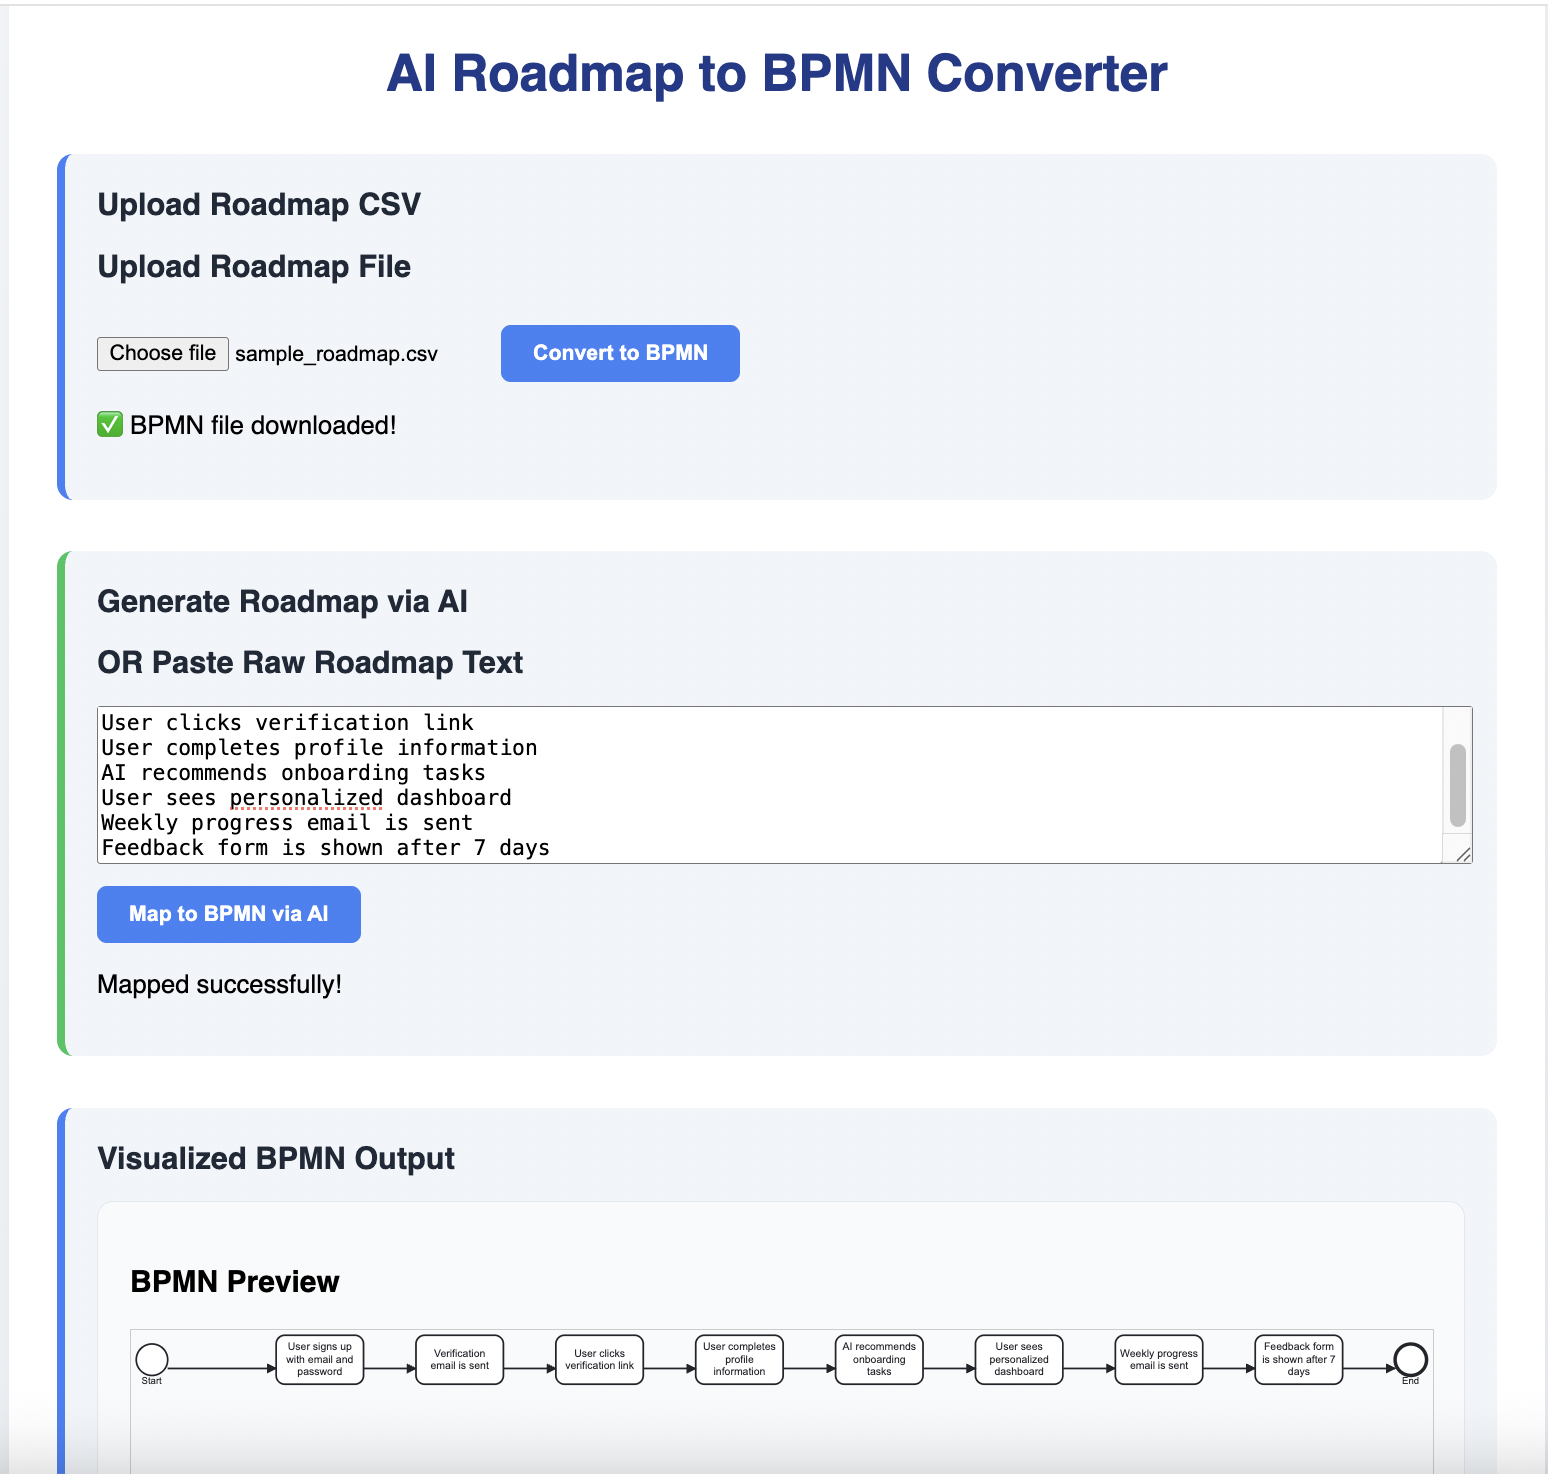 AI Roadmap to BPMN Converter
Upload Roadmap CSV
Upload Roadmap File
Choose file sample_roadmap.csv
Convert to BPMN
✅ BPMN file downloaded!
Generate Roadmap via AI
OR Paste Raw Roadmap Text
User clicks verification link
User completes profile information
AI recommends onboarding tasks
User sees personalized dashboard
Weekly progress email is sent
Feedback form is shown after 7 days
Map to BPMN via AI
Mapped successfully!
Visualized BPMN Output
BPMN Preview
Start
User signs up
with email and
password
Verification
email is sent
User clicks
verification link
User completes
profile
information
AI recommends
onboarding
tasks
User sees
personalized
dashboard
Weekly progress
email is sent
Feedback form
is shown after 7
days
End